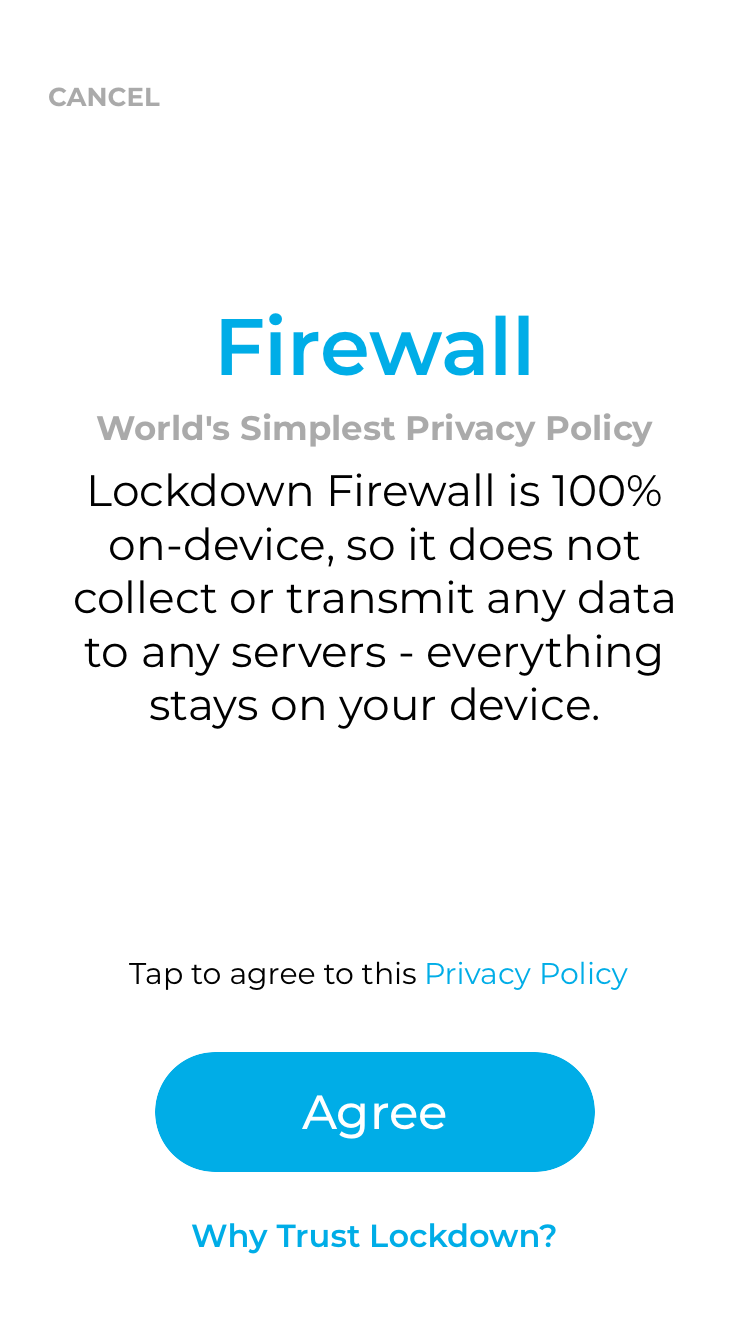 CANCEL
Firewall
World's Simplest Privacy Policy
Lockdown Firewall is 100%
on-device, so it does not
collect or transmit any data
to any servers - everything
stays on your device.
Tap to agree to this Privacy Policy
Agree
Why Trust Lockdown?